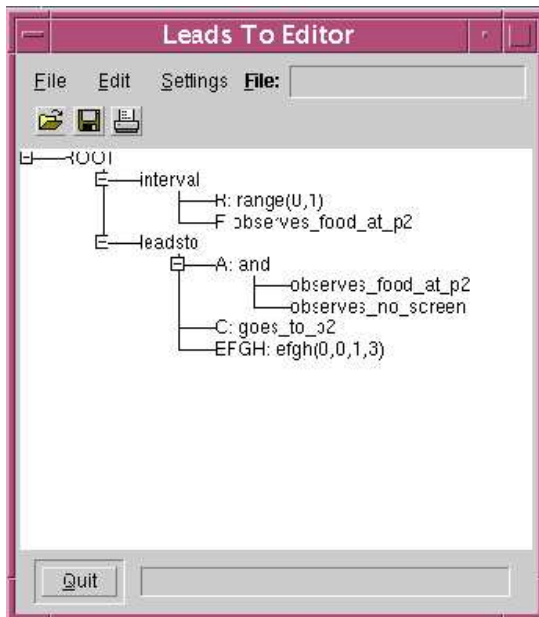 Leads To Editor
File Edit Settings File:
ROOT
interval
R: range(0,1)
F observes_food_at_p2
leadsto
A: and
observes_food_at_p2
observes_no_screen
C: goes_to_p2
EFGH: efgh(0,0,1,3)
Quit